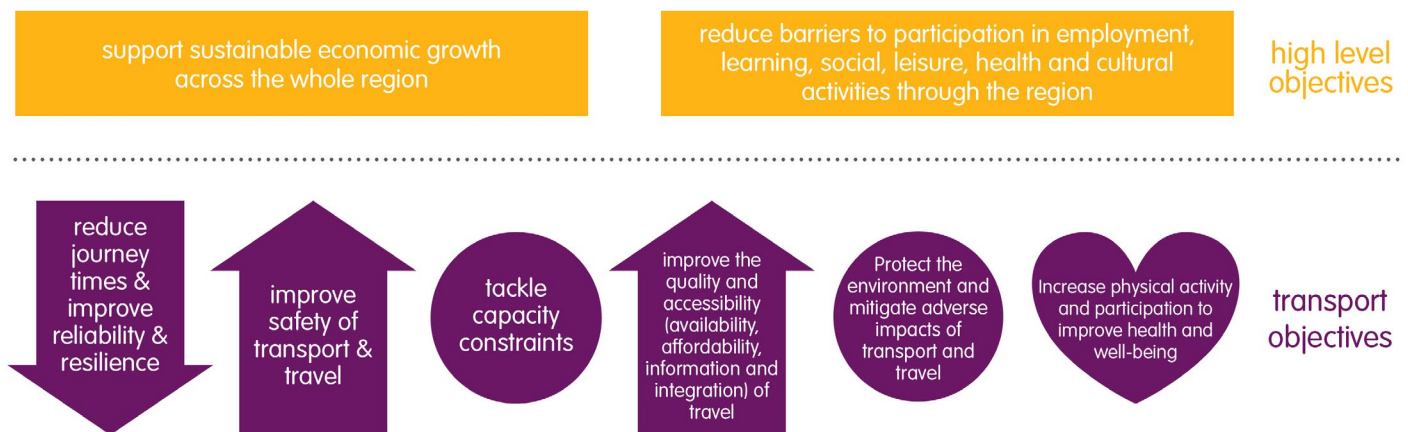 support sustainable economic growth
across the whole region
reduce barriers to participation in employment,
learning, social, leisure, health and cultural
activities through the region
high level
objectives
reduce
journey
times &
improve
reliability &
resilience
improve
safety of
transport &
travel
tackle
capacity
constraints
improve the
quality and
accessibility
(availability,
affordability,
information and
integration) of
travel
Protect the
environment and
mitigate adverse
impacts of
transport and
travel
Increase physical activity
and participation to
improve health and
well-being
transport
objectives